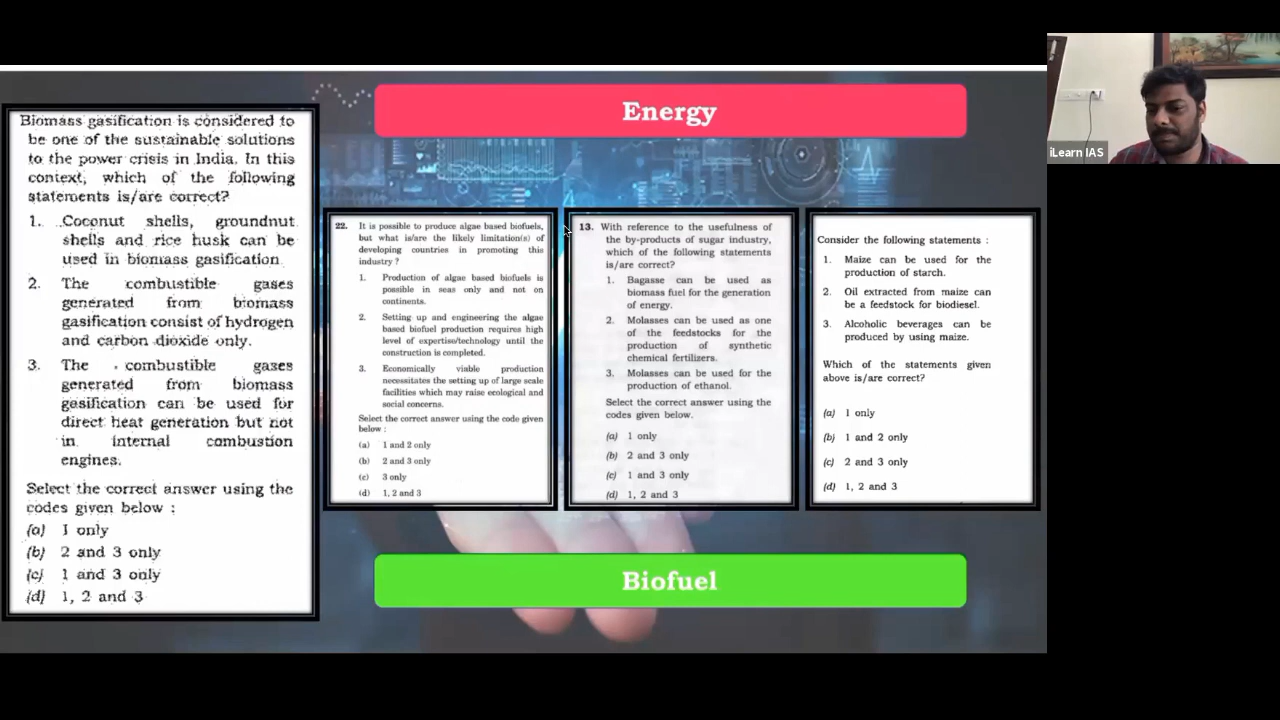 Energy
Biomass gasification is considered to
be one of the sustainable solutions
to the power crisis in India. In this
context, which of the following
statements is/are correct?
1. Coconut shells, groundnut
shells and rice husk can be
used in biomass gasification
2. The combustible gases
generated from biomass
gasification consist of hydrogen
and carbon dioxide only.
3. The combustible gases
generated from biomass
gasification can be used for
direct heat generation but not
in internal combustion
engines.
Select the correct answer using the
codes given below :
(a) 1 only
(b) 2 and 3 only
(c) 1 and 3 only
(d) 1, 2 and 3
22. It is possible to produce algae based biofuels,
but what is/are the likely limitation(s) of
developing countries in promoting this
industry ?
1. Production of algae based biofuels is
possible in seas only and not on
continents.
2. Setting up and engineering the algae
based biofuel production requires high
level of expertise/technology until the
construction is completed.
3. Economically viable production
necessitates the setting up of large scale
facilities which may raise ecological and
social concerns.
Select the correct answer using the code given
below :
(a) 1 and 2 only
(b) 2 and 3 only
(c) 3 only
(d) 1, 2 and 3
13. With reference to the usefulness of
the by-products of sugar industry,
which of the following statements
is/are correct?
1. Bagasse can be used as
biomass fuel for the generation
of energy.
2. Molasses can be used as one
of the feedstocks for the
production of synthetic
chemical fertilizers.
3. Molasses can be used for the
production of ethanol.
Select the correct answer using the
codes given below.
(a) 1 only
(b) 2 and 3 only
(c) 1 and 3 only
(d) 1, 2 and 3
Consider the following statements :
1. Maize can be used for the
production of starch.
2. Oil extracted from maize can
be a feedstock for biodiesel.
3. Alcoholic beverages can be
produced by using maize.
Which of the statements given
above is/are correct?
(a) 1 only
(b) 1 and 2 only
(c) 2 and 3 only
(d) 1, 2 and 3
Biofuel
iLearn IAS